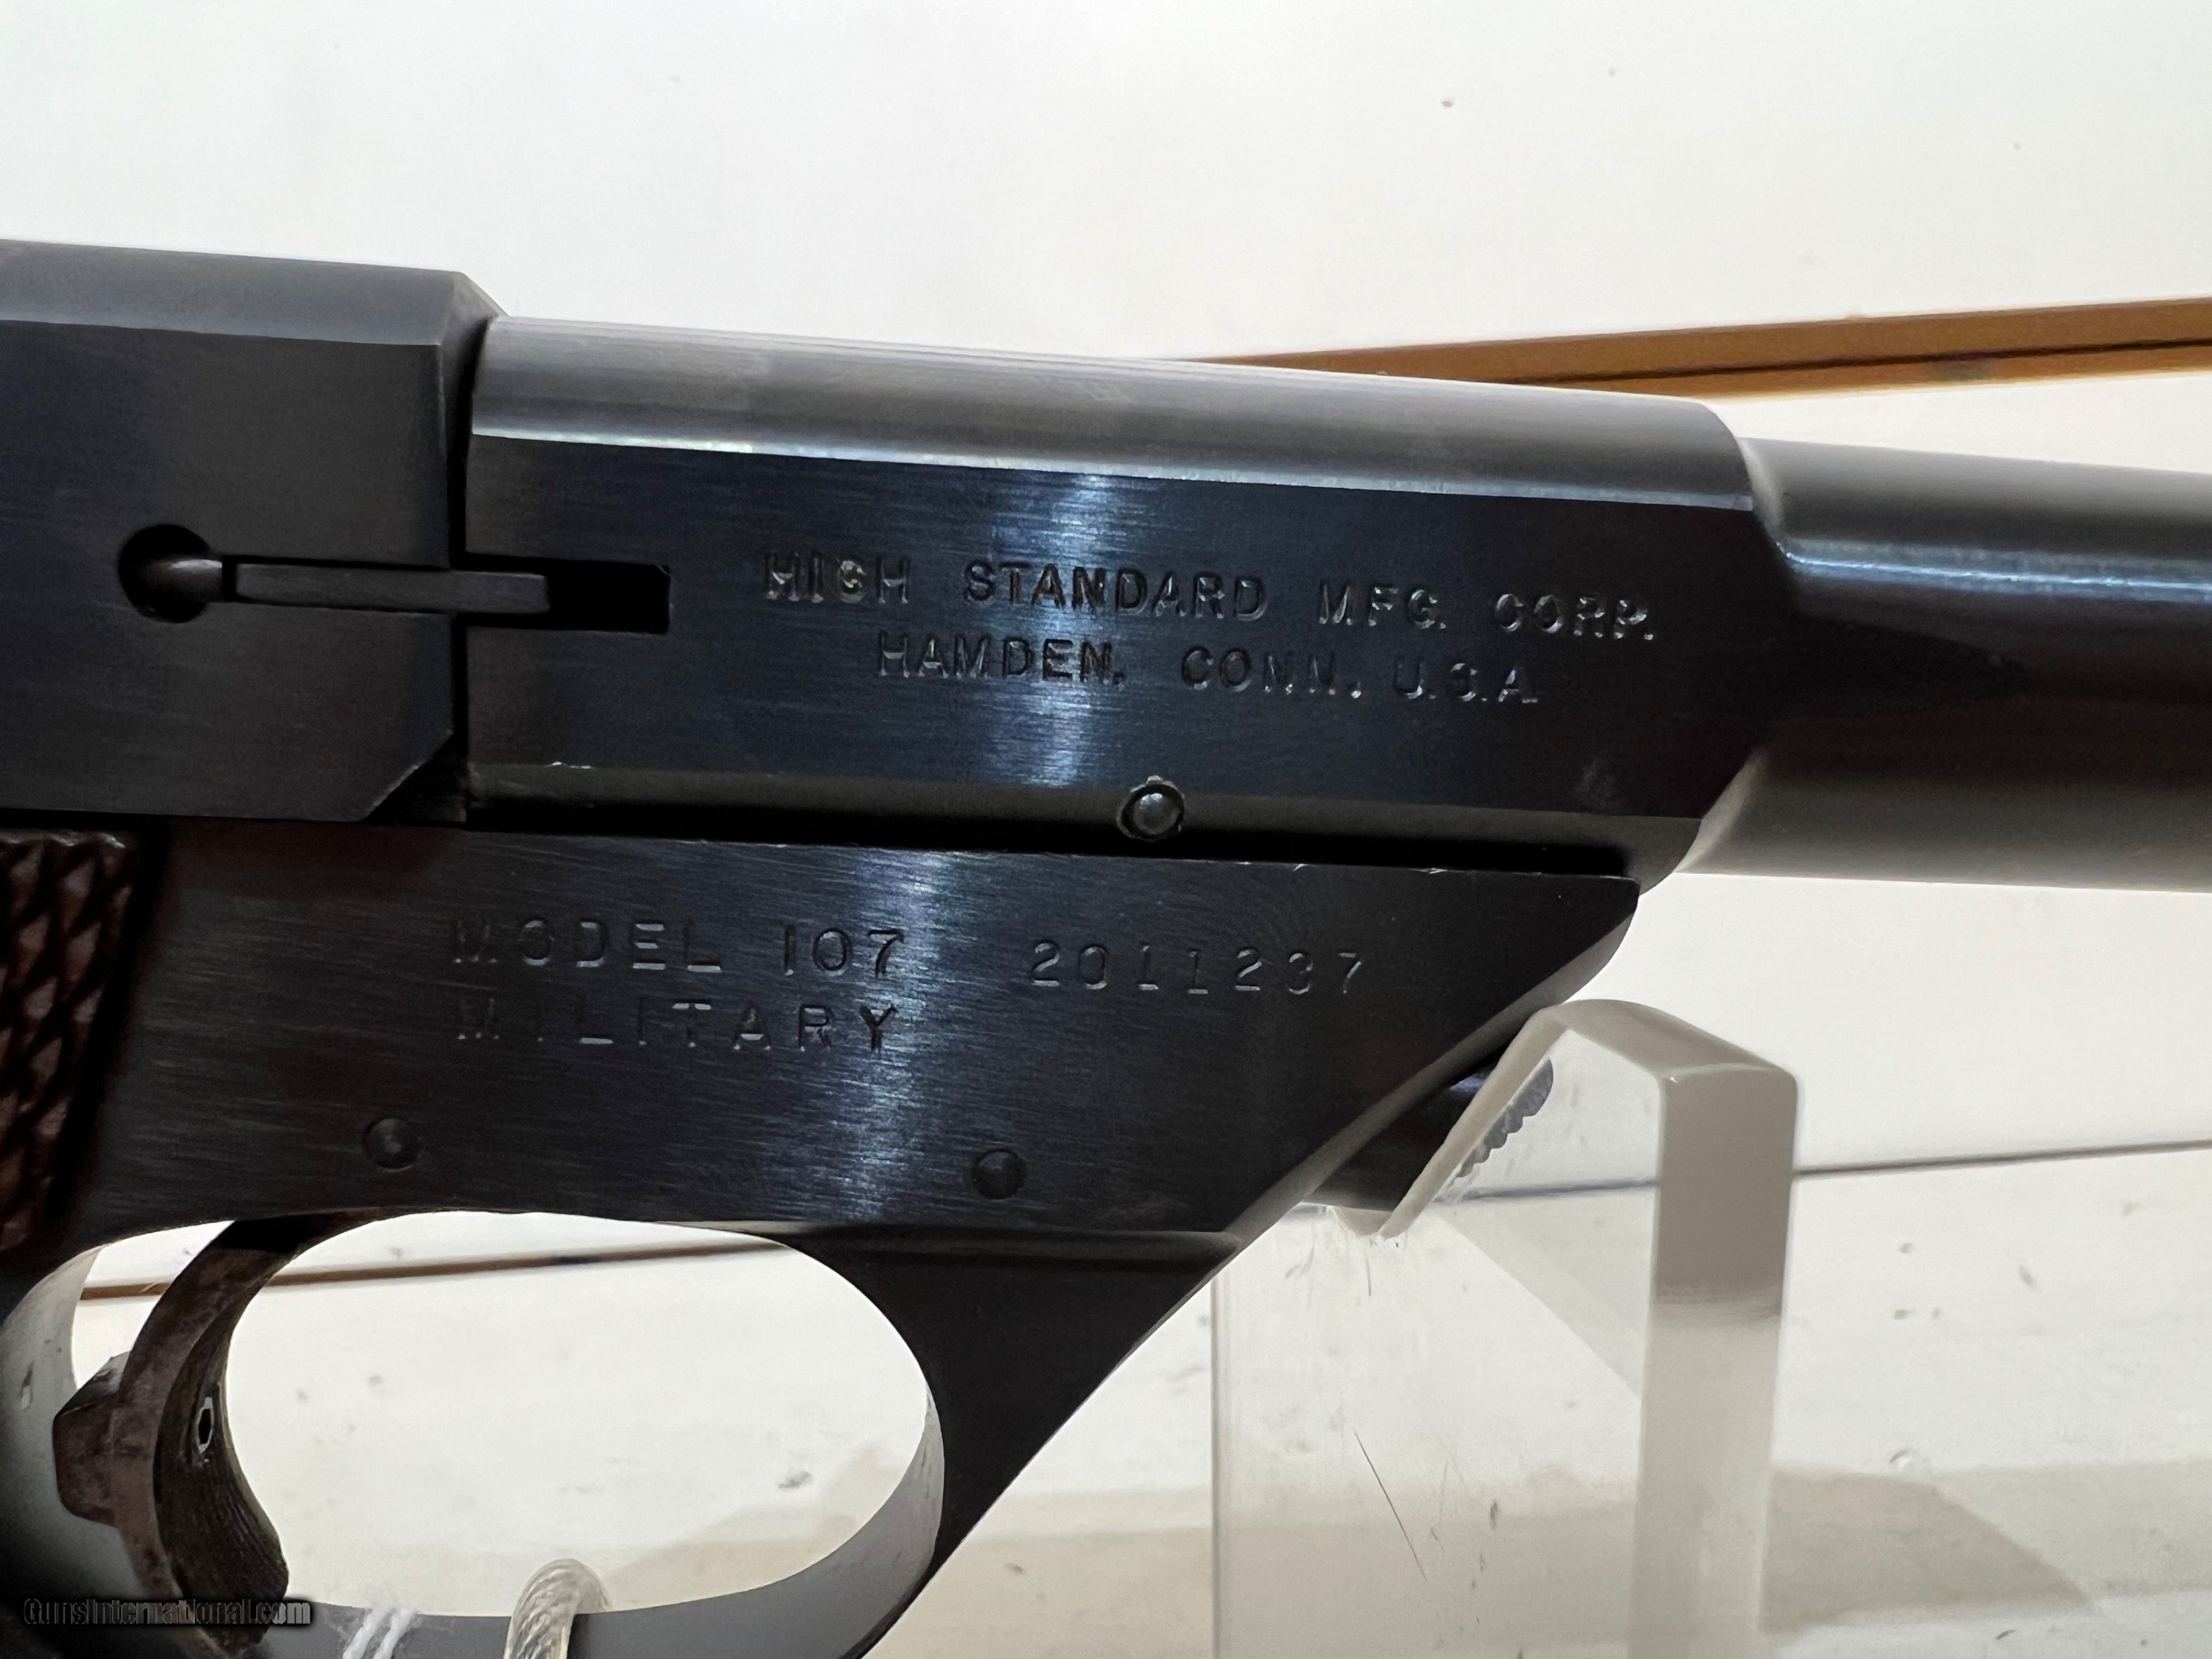 HIGH STANDARD MFG. CORP.
HAMDEN, CONN., U.S.A.
MODEL 107 2011237
MILITARY
GunsInternational.com